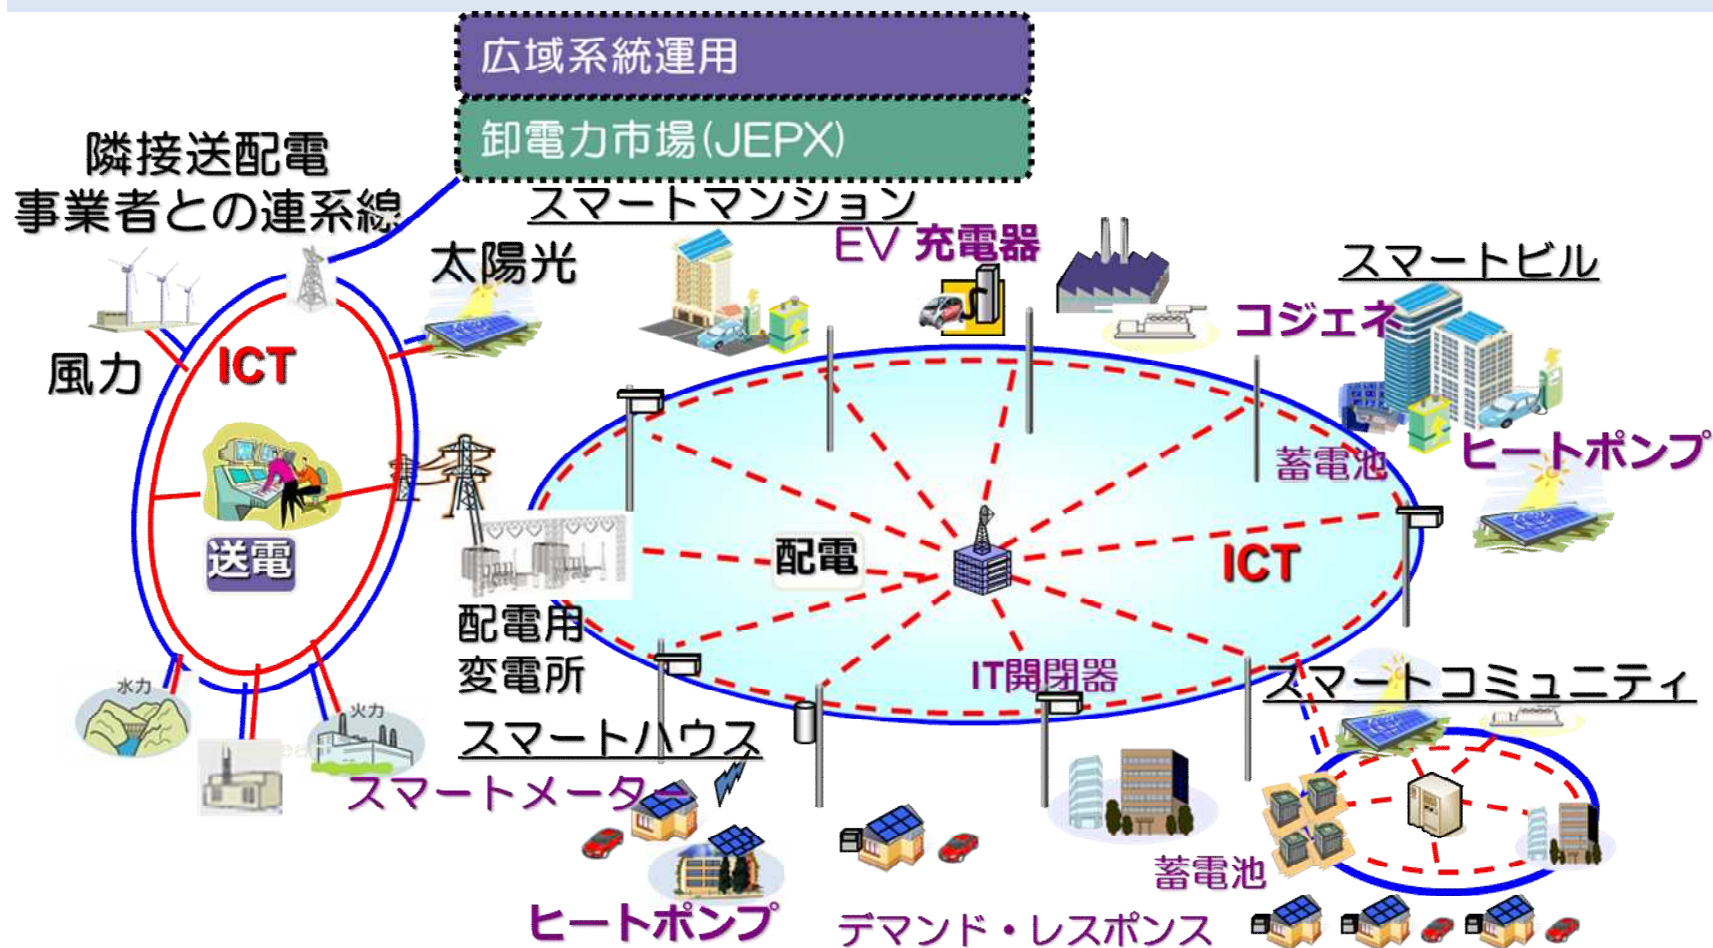 広域系統運用
卸電力市場(JEPX)
隣接送配電
事業者との連系線
スマートマンション
EV 充電器
太陽光
スマートビル
コジェネ
風力
ICT
蓄電池
ヒートポンプ
送電
配電
ICT
配電用
変電所
IT開閉器
スマートコミュニティ
水力
火力
スマートハウス
スマートメーター
蓄電池
ヒートポンプ
デマンド・レスポンス